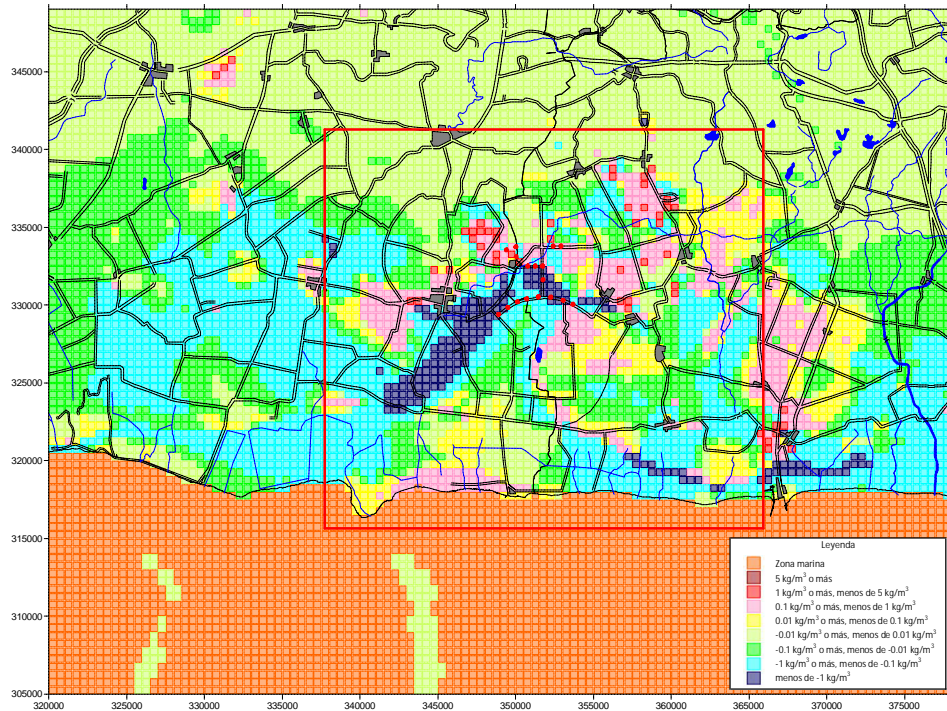 345000
340000
335000
330000
325000
320000
315000
310000
305000
320000 325000 330000 335000 340000 345000 350000 355000 360000 365000 370000 375000
Leyenda
Zona marina
5 kg/m³ o más
1 kg/m³ o más, menos de 5 kg/m³
0.1 kg/m³ o más, menos de 1 kg/m³
0.01 kg/m³ o más, menos de 0.1 kg/m³
-0.01 kg/m³ o más, menos de 0.01 kg/m³
-0.1 kg/m³ o más, menos de -0.01 kg/m³
-1 kg/m³ o más, menos de -0.1 kg/m³
menos de -1 kg/m³